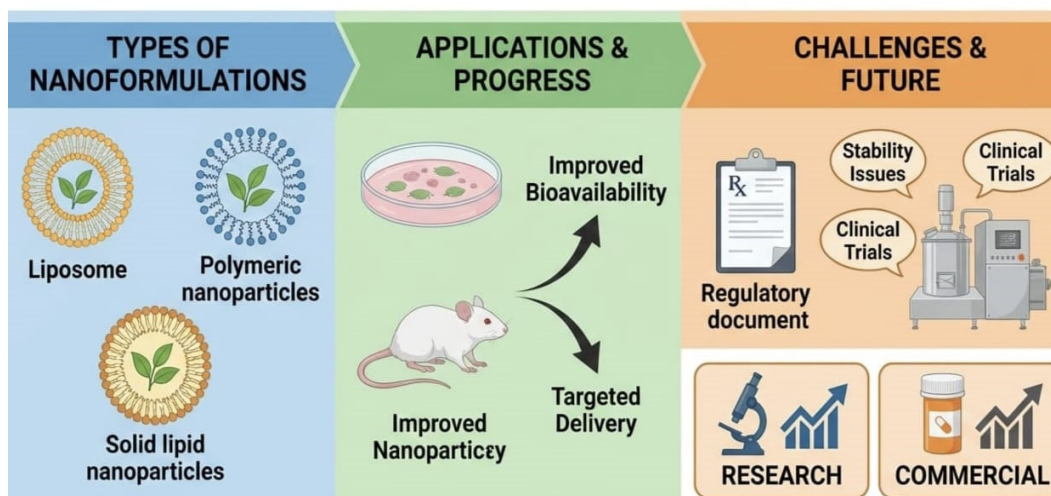 TYPES OF
NANOFORMULATIONS
Liposome
Polymeric
nanoparticles
Solid lipid
nanoparticles
APPLICATIONS &
PROGRESS
Improved
Bioavailability
Improved
Nanoparticεy
Targeted
Delivery
CHALLENGES &
FUTURE
Rx
Regulatory
document
Stability
Issues
Clinical
Trials
Clinical
Trials
RESEARCH
COMMERCIAL